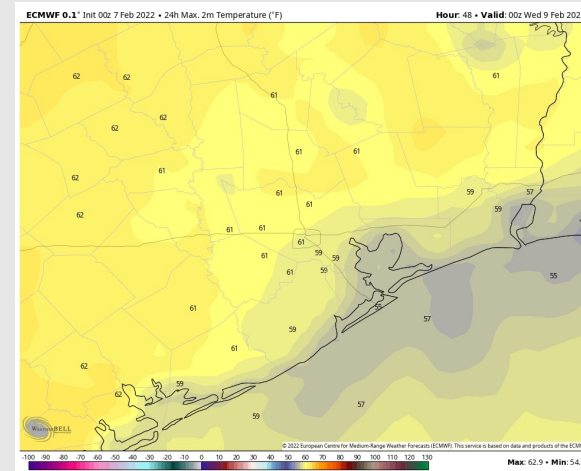 ECMWF 0.1° Init 00z 7 Feb 2022 • 24h Max. 2m Temperature (°F)
Hour: 48 • Valid: 00z Wed 9 Feb 202
62 62 61 61
62 62
61 61
62 61 59 57
61 61 59
62
61 61 61
61 59 59
61 59 55
55
61 57
59
61
62 59
62 57
59
WEATHERBELL
© 2022 European Centre for Medium-Range Weather Forecasts (ECMWF). This service is based on data and products of the ECM
-100 -90 -80 -70 -60 -50 -40 -30 -20 -10 0 10 20 30 40 50 60 70 80 90 100 110 120 130
Max: 62.9 • Min: 54.